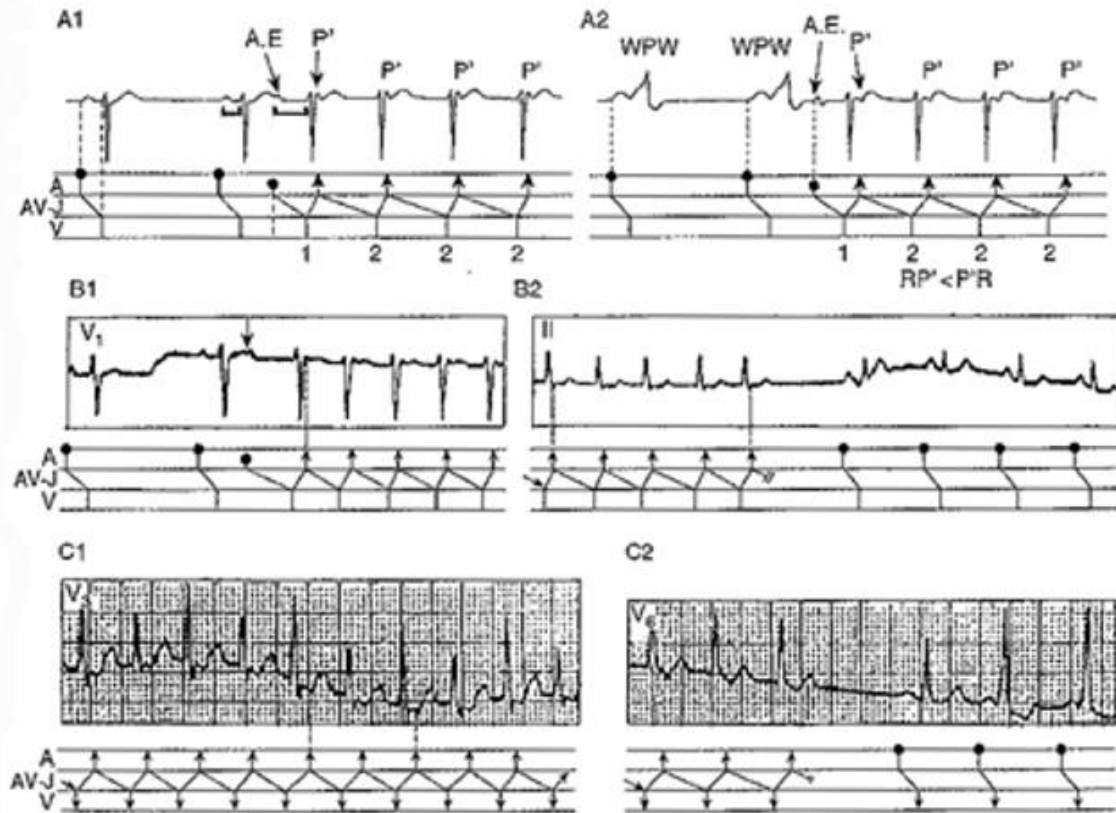 A1
A.E P'
P' P' P'
A
AV-J
V
1 2 2 2
A2
WPW WPW A.E. P'
P' P' P'
1 2 2 2
RP' < P'R
B1
V1
A
AV-J
V
B2
II
C1
A
AV-J
V
C2
V6